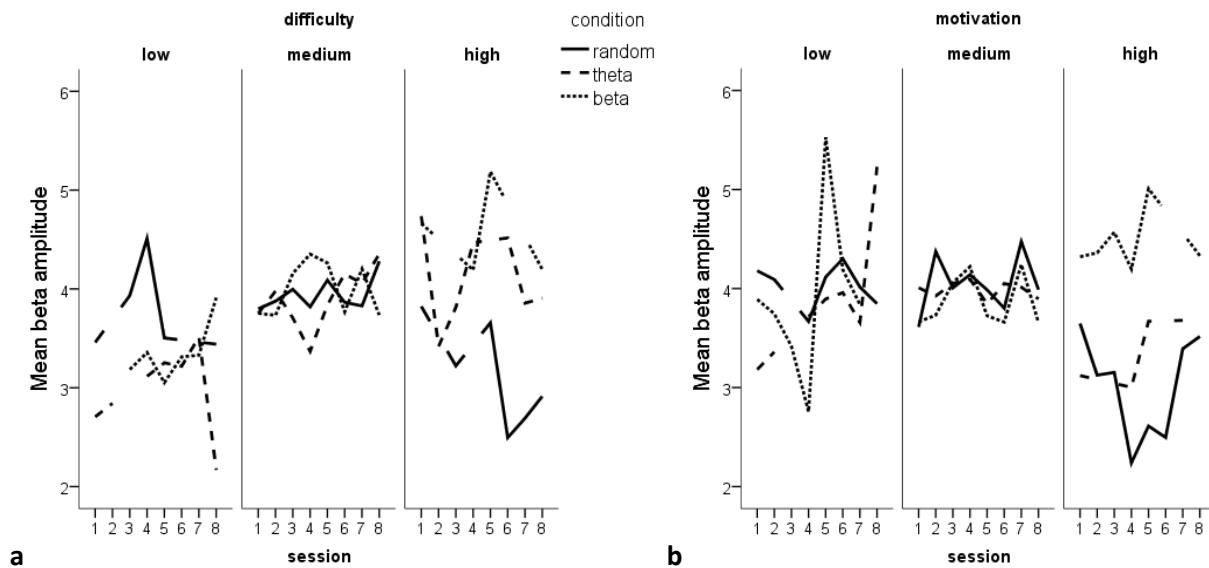 difficulty
low medium high
Mean beta amplitude
6
5
4
3
2
1 2 3 4 5 6 7 8 1 2 3 4 5 6 7 8 1 2 3 4 5 6 7 8
session
a
condition
random
theta
beta
motivation
low medium high
Mean beta amplitude
6
5
4
3
2
1 2 3 4 5 6 7 8 1 2 3 4 5 6 7 8 1 2 3 4 5 6 7 8
session
b